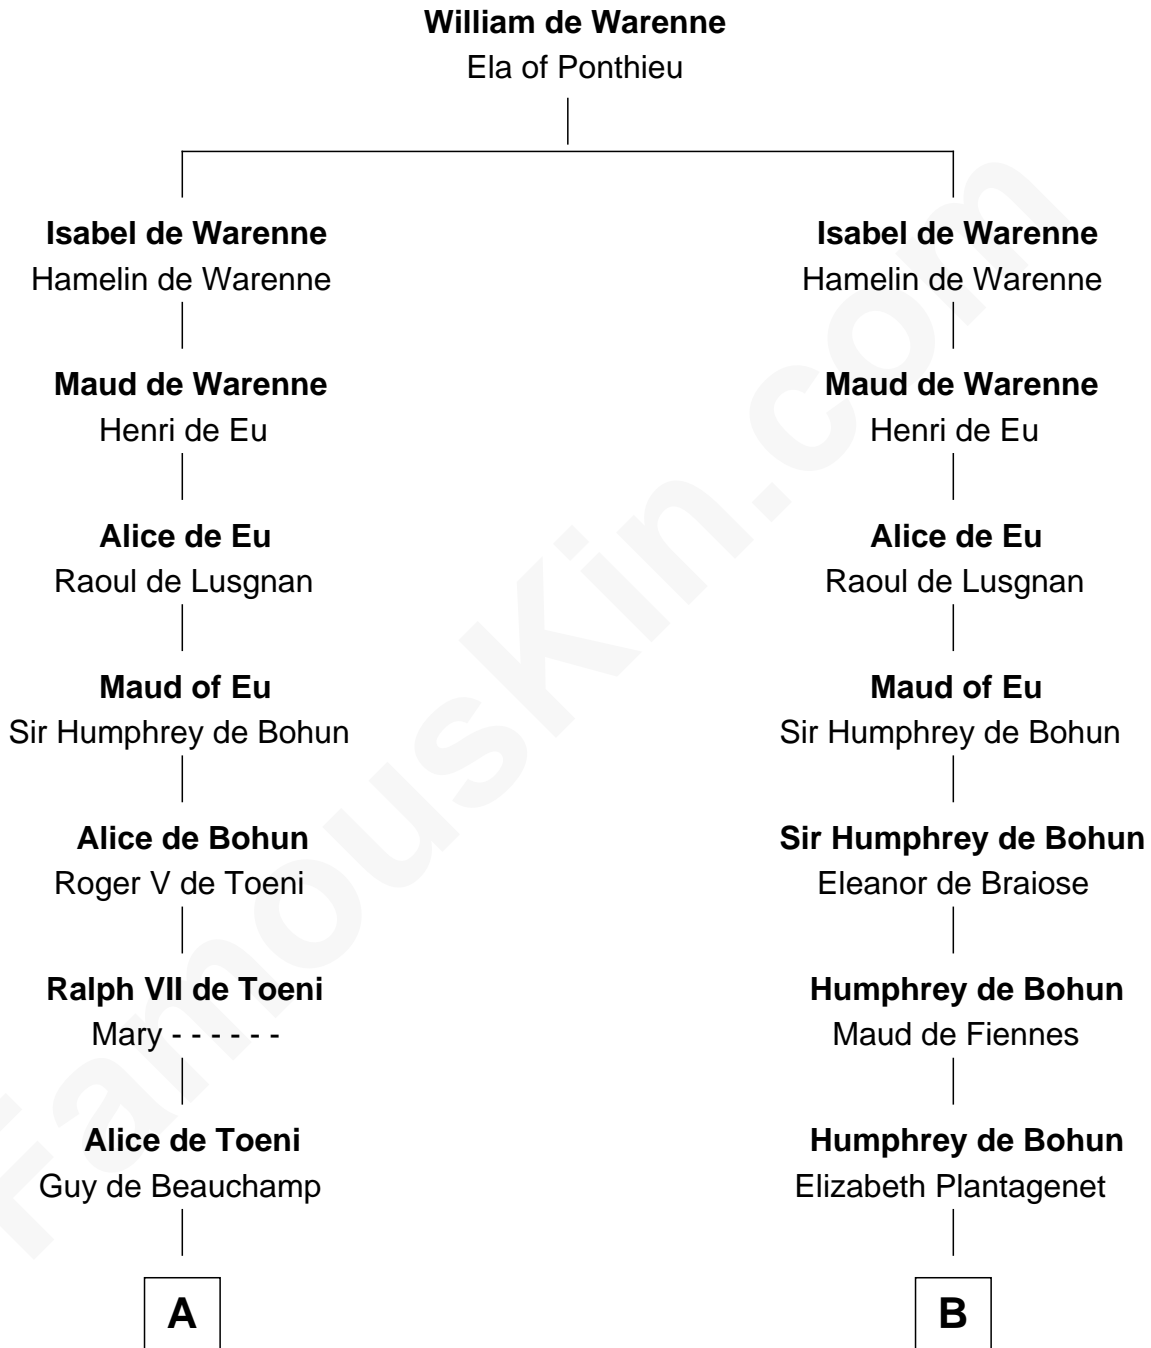 William de Warenne
Ela of Ponthieu
Isabel de Warenne
Hamelin de Warenne
Maud de Warenne
Henri de Eu
Alice de Eu
Raoul de Lusgnan
Maud of Eu
Sir Humphrey de Bohun
Alice de Bohun
Roger V de Toeni
Ralph VII de Toeni
Mary - - - - - -
Alice de Toeni
Guy de Beauchamp
A
Isabel de Warenne
Hamelin de Warenne
Maud de Warenne
Henri de Eu
Alice de Eu
Raoul de Lusgnan
Maud of Eu
Sir Humphrey de Bohun
Sir Humphrey de Bohun
Eleanor de Braiose
Humphrey de Bohun
Maud de Fiennes
Humphrey de Bohun
Elizabeth Plantagenet
B
FamousKin.com